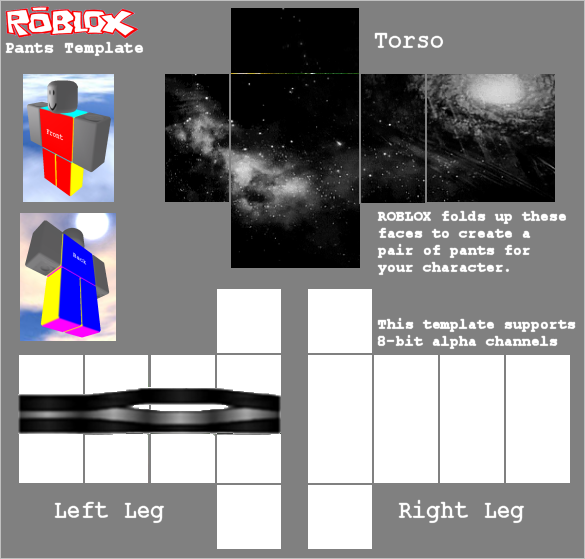 ROBLOX
Pants Template
Torso
Front
Back
ROBLOX folds up these
faces to create a
pair of pants for
your character.
This template supports
8-bit alpha channels
Left Leg
Right Leg